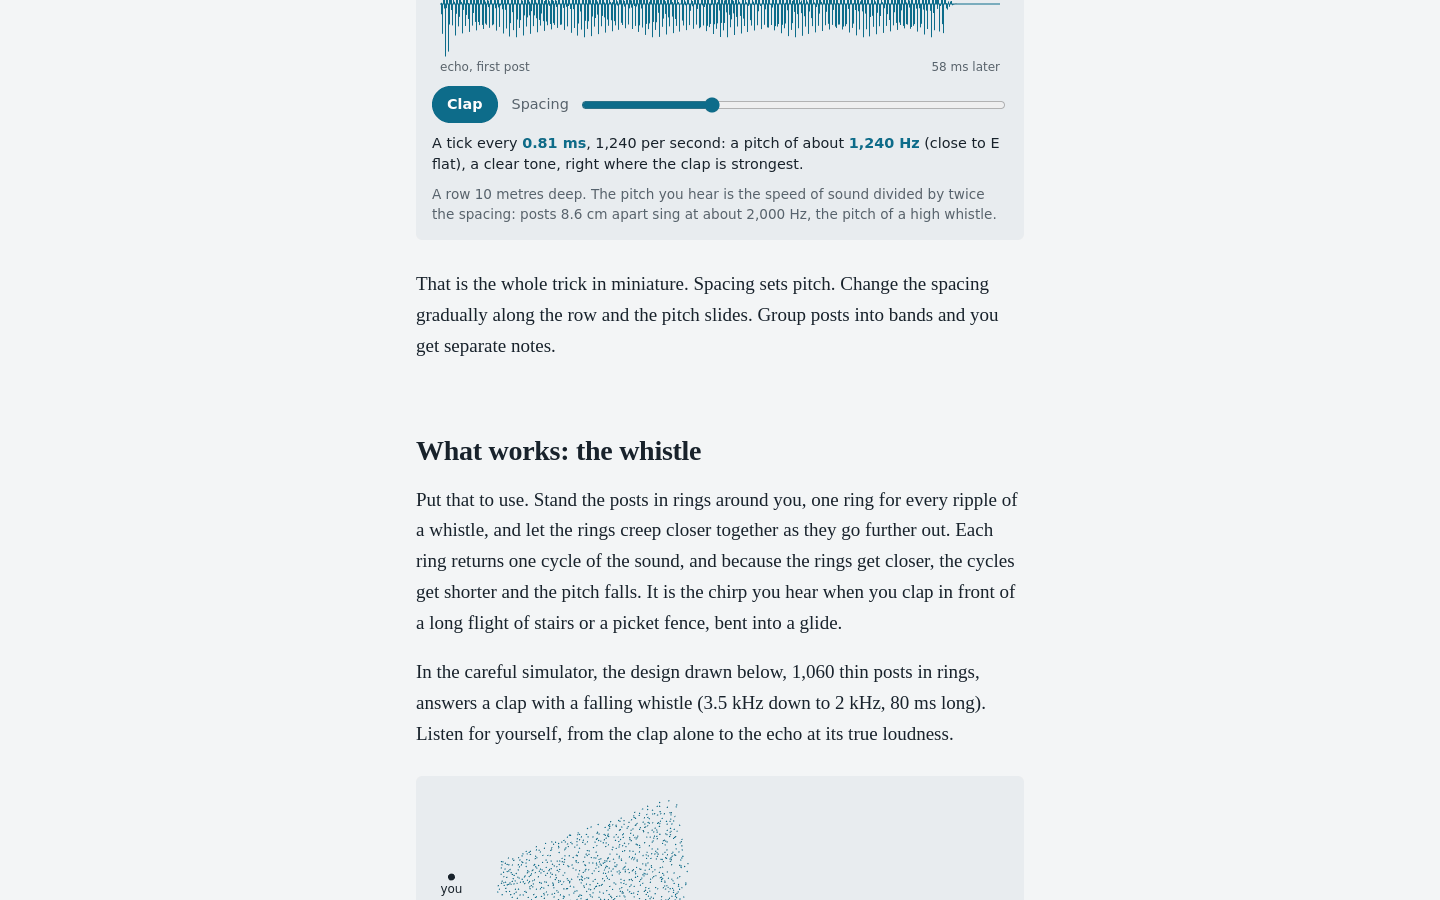 echo, first post
58 ms later
Clap
Spacing
A tick every 0.81 ms, 1,240 per second: a pitch of about 1,240 Hz (close to E
flat), a clear tone, right where the clap is strongest.
A row 10 metres deep. The pitch you hear is the speed of sound divided by twice
the spacing: posts 8.6 cm apart sing at about 2,000 Hz, the pitch of a high whistle.
That is the whole trick in miniature. Spacing sets pitch. Change the spacing
gradually along the row and the pitch slides. Group posts into bands and you
get separate notes.
What works: the whistle
Put that to use. Stand the posts in rings around you, one ring for every ripple of
a whistle, and let the rings creep closer together as they go further out. Each
ring returns one cycle of the sound, and because the rings get closer, the cycles
get shorter and the pitch falls. It is the chirp you hear when you clap in front of
a long flight of stairs or a picket fence, bent into a glide.
In the careful simulator, the design drawn below, 1,060 thin posts in rings,
answers a clap with a falling whistle (3.5 kHz down to 2 kHz, 80 ms long).
Listen for yourself, from the clap alone to the echo at its true loudness.
you